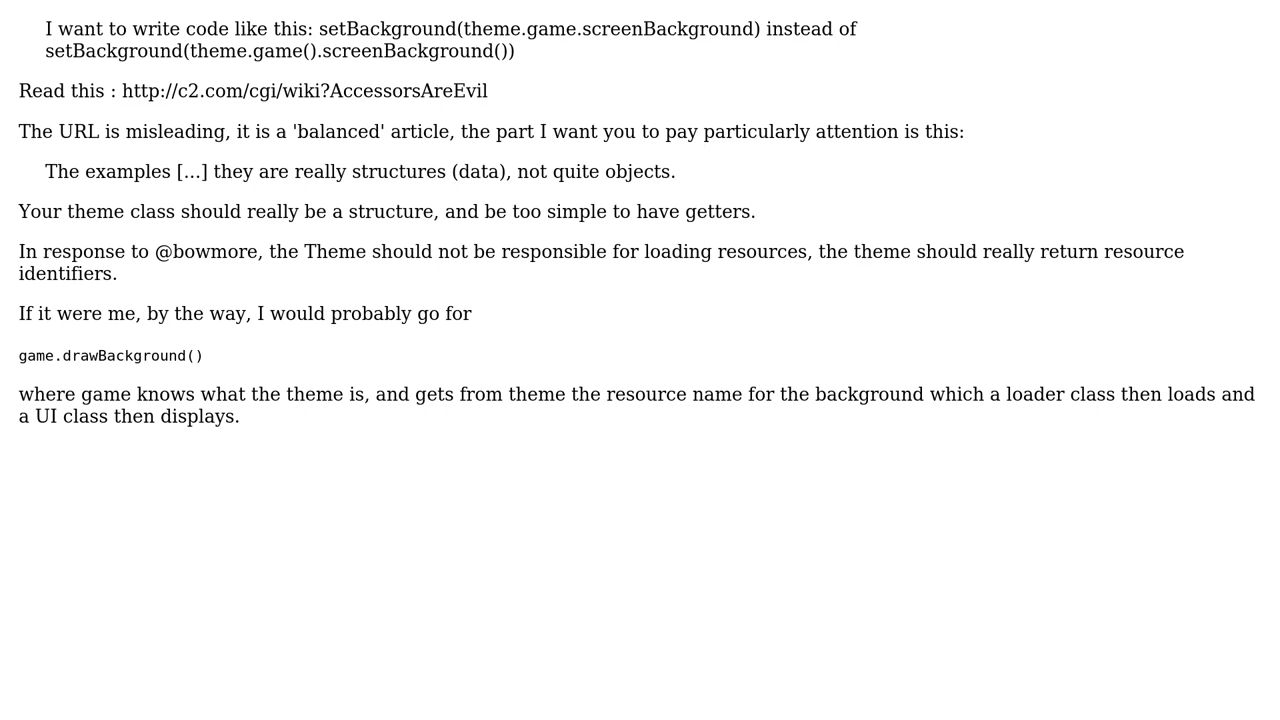 I want to write code like this: setBackground(theme.game.screenBackground) instead of
setBackground(theme.game().screenBackground())
Read this : http://c2.com/cgi/wiki?AccessorsAreEvil
The URL is misleading, it is a 'balanced' article, the part I want you to pay particularly attention is this:
The examples [...] they are really structures (data), not quite objects.
Your theme class should really be a structure, and be too simple to have getters.
In response to @bowmore, the Theme should not be responsible for loading resources, the theme should really return resource
identifiers.
If it were me, by the way, I would probably go for
game.drawBackground()
where game knows what the theme is, and gets from theme the resource name for the background which a loader class then loads and
a UI class then displays.